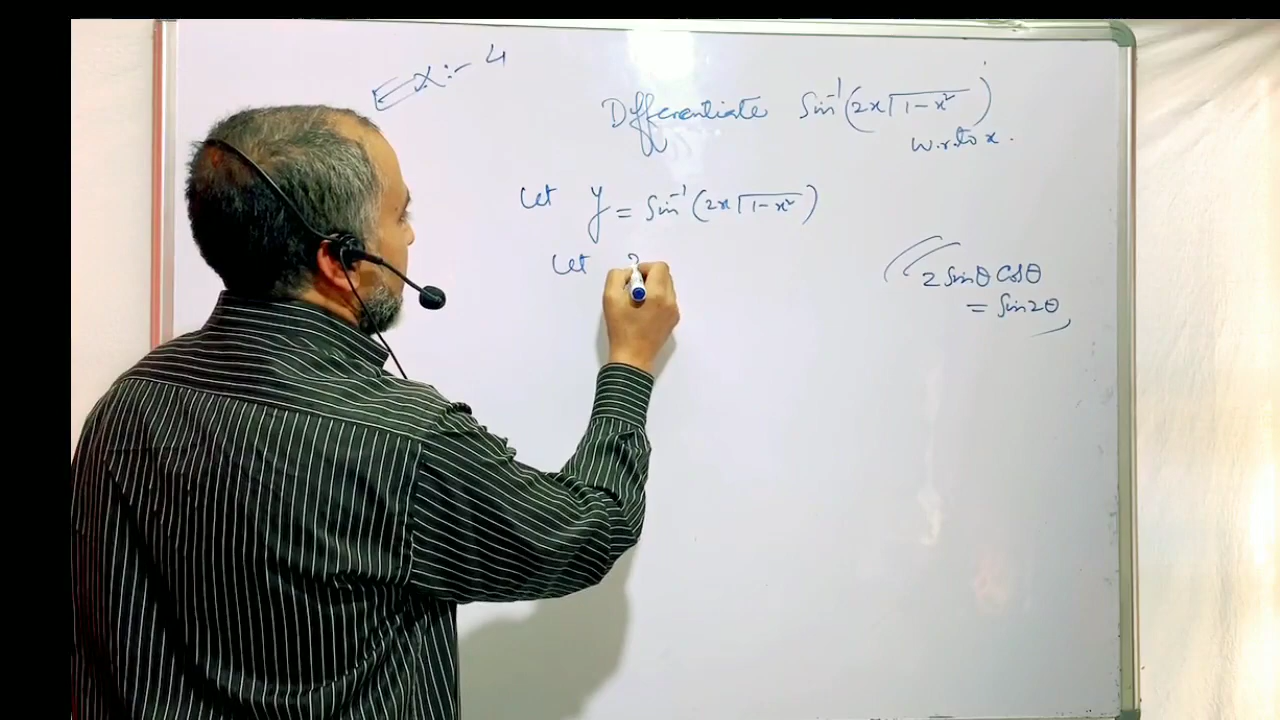 Ex:- 4
Differentiate Sin⁻¹(2x√1-x²)
w.r.to x.
Let y = Sin⁻¹(2x√1-x²)
Let
2 Sinθ Cosθ
= Sin2θ